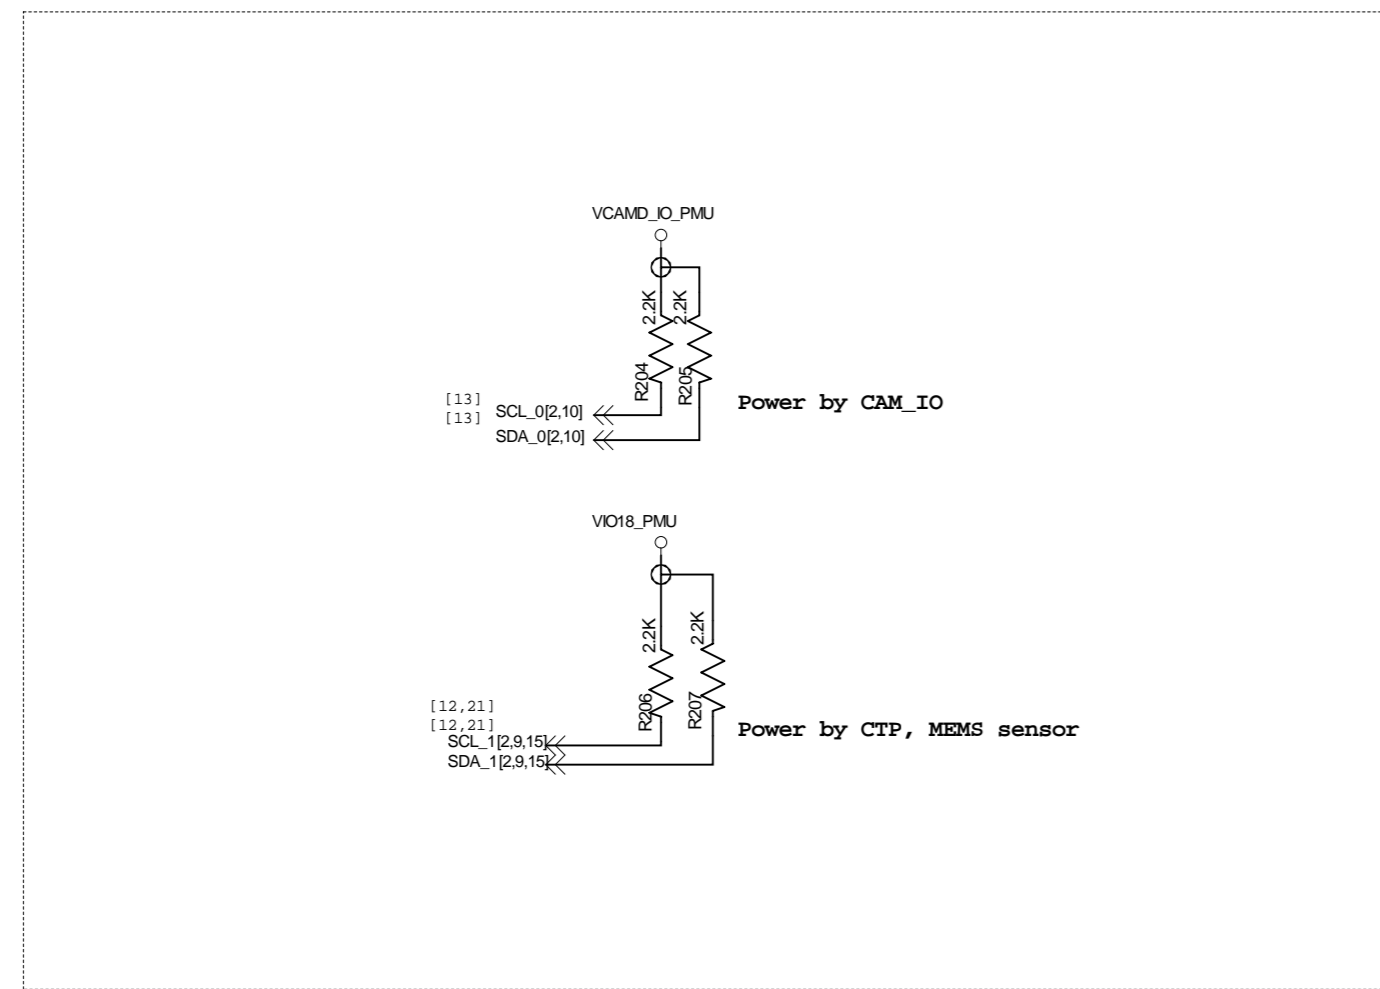 VCAMD_IO_PMU
2.2K
2.2K
R204
R205
Power by CAM_IO
[13]
[13]
SCL_0[2,10]
SDA_0[2,10]
VIO18_PMU
2.2K
2.2K
R206
R207
[12,21]
[12,21]
Power by CTP, MEMS sensor
SCL_1[2,9,15]
SDA_1[2,9,15]